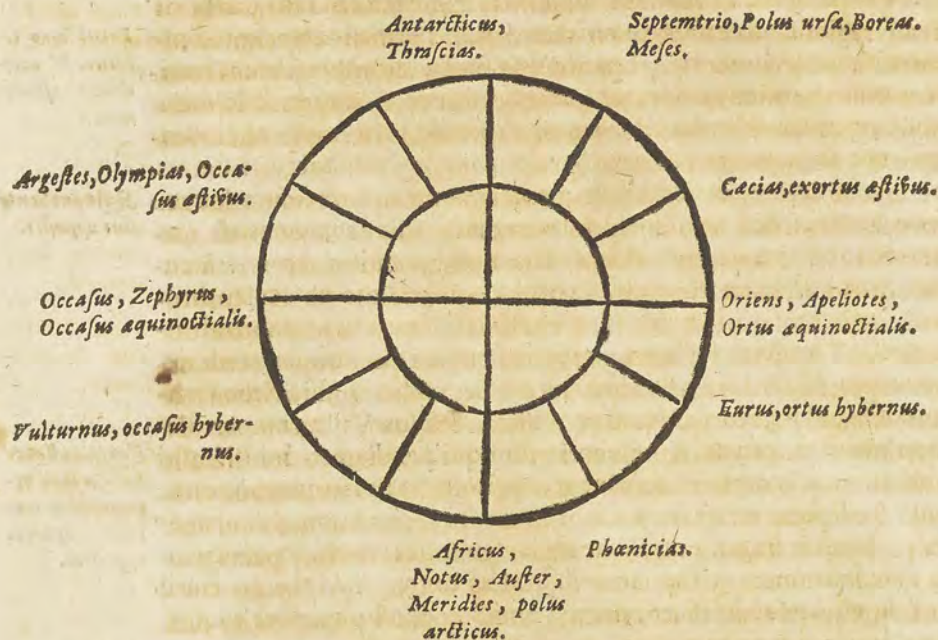 Antarcticus,
Thraſcias.
Septemtrio, Polus urſæ, Boreas.
Meſes.
Argeſtes, Olympias, Occa-
ſus æſtivus.
Cæcias, exortus æſtivus.
Occaſus, Zephyrus,
Occaſus æquinoctialis.
Oriens, Apeliotes,
Ortus æquinoctialis.
Vulturnus, occaſus hyber-
nus.
Eurus, ortus hybernus.
Africus,
Notus, Auſter,
Meridies, polus
arcticus.
Phœnicias.